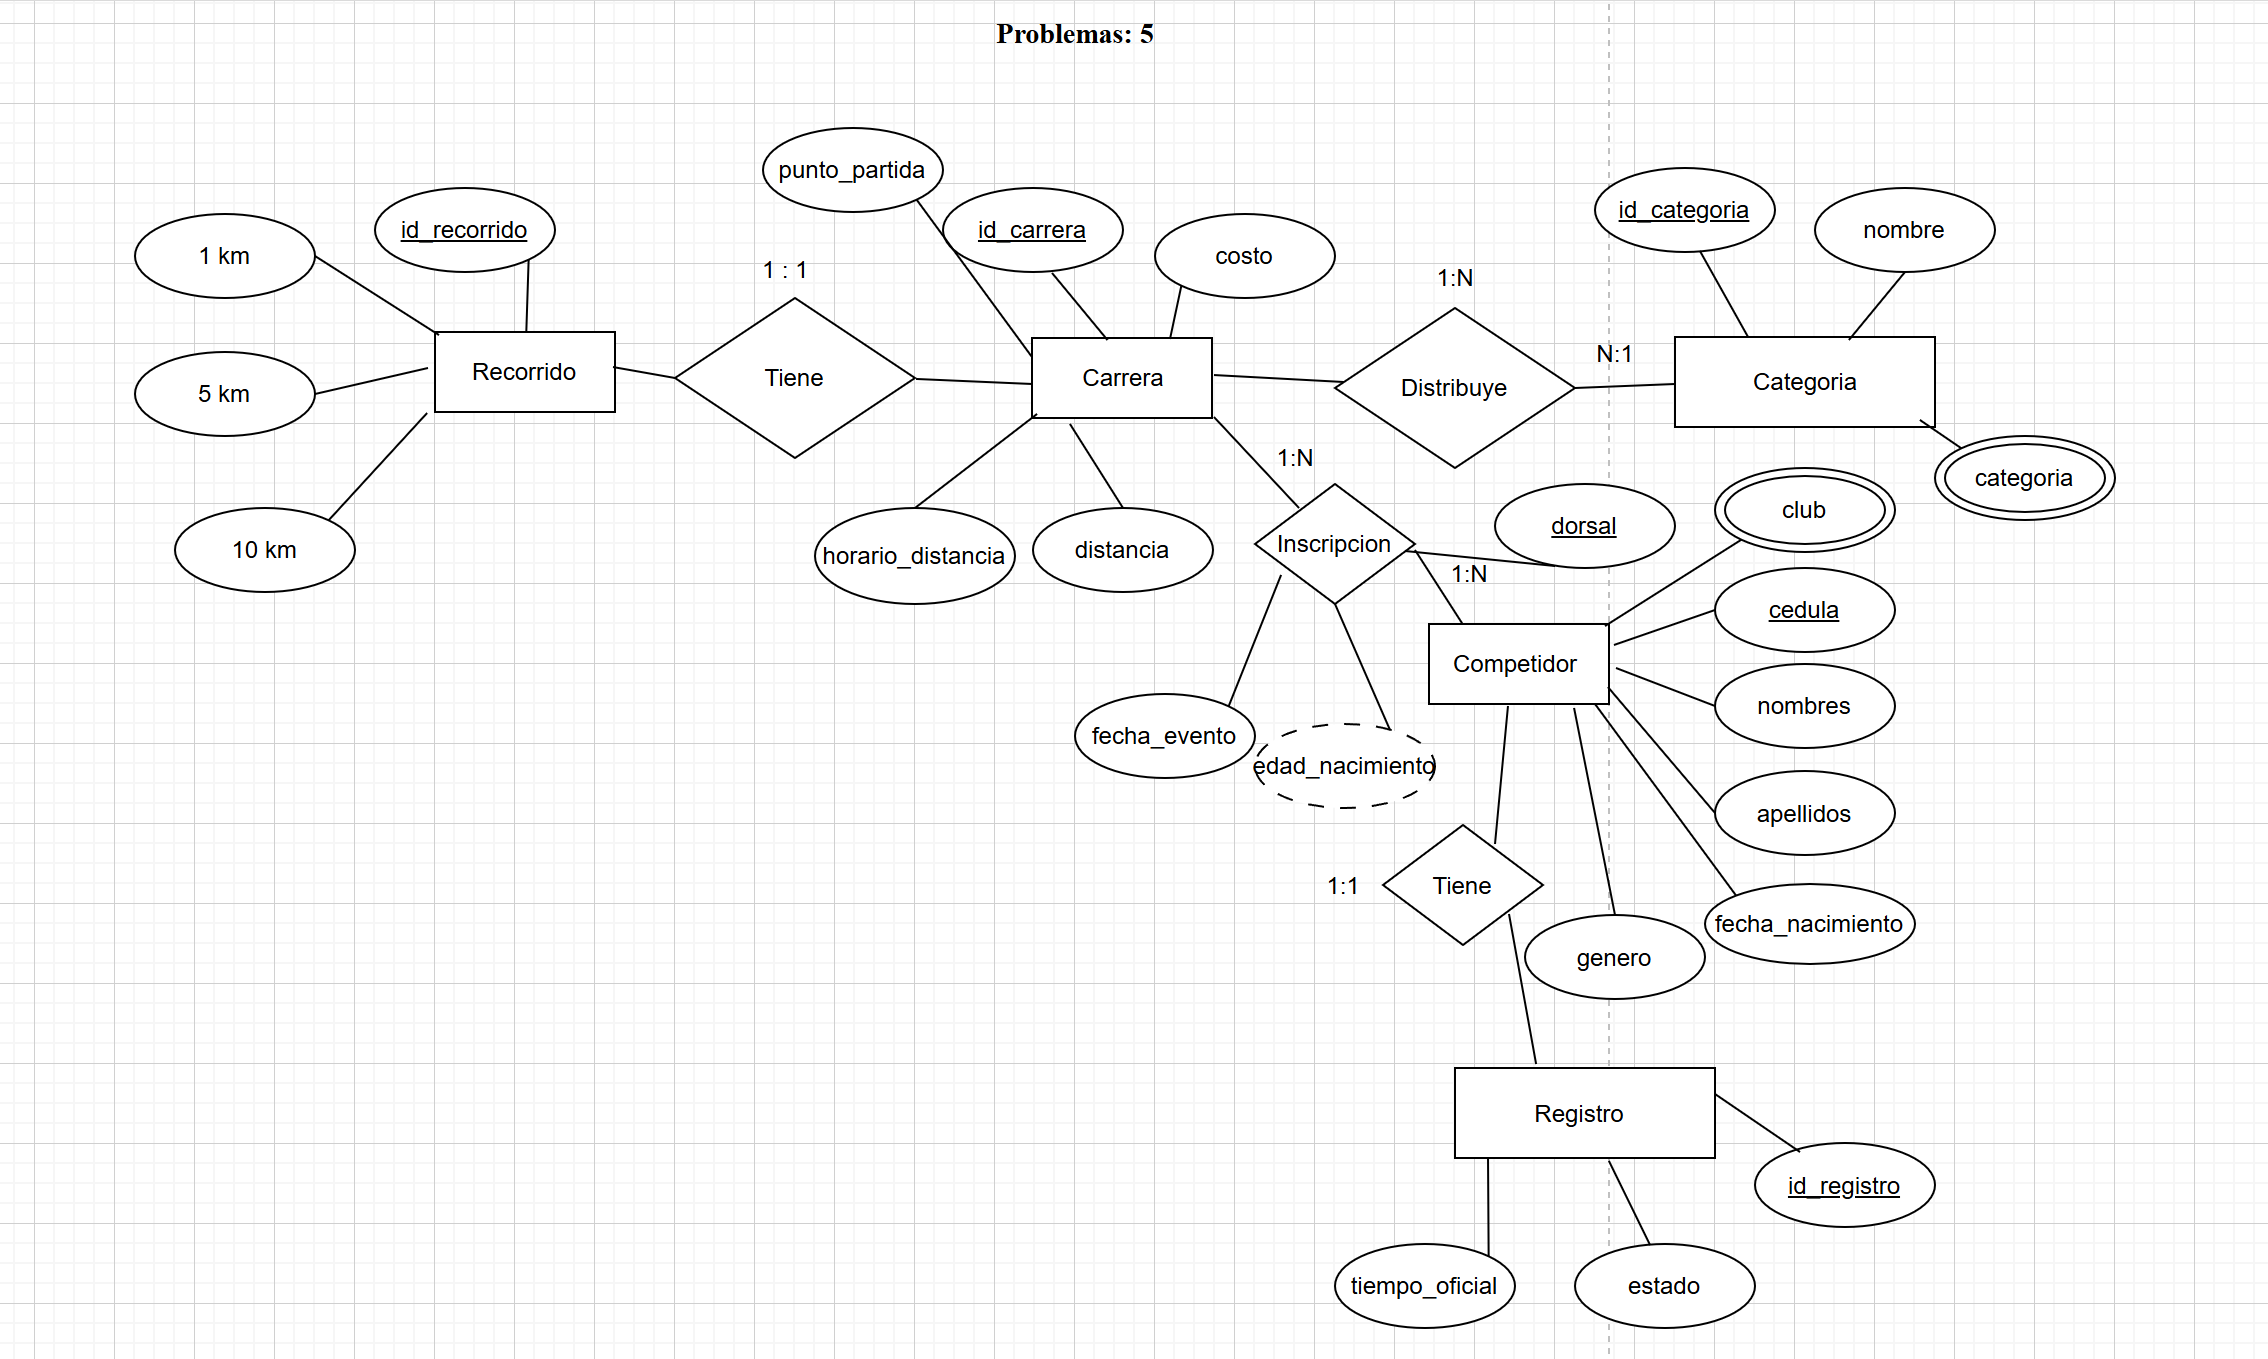 Problemas: 5
punto_partida
id_recorrido
id_carrera
costo
id_categoria
nombre
1 km
1 : 1
1:N
5 km
Recorrido
Tiene
Carrera
Distribuye
N:1
Categoria
10 km
horario_distancia
distancia
1:N
Inscripcion
dorsal
1:N
club
categoria
cedula
Competidor
nombres
fecha_evento
edad_nacimiento
apellidos
1:1
Tiene
genero
fecha_nacimiento
Registro
id_registro
tiempo_oficial
estado